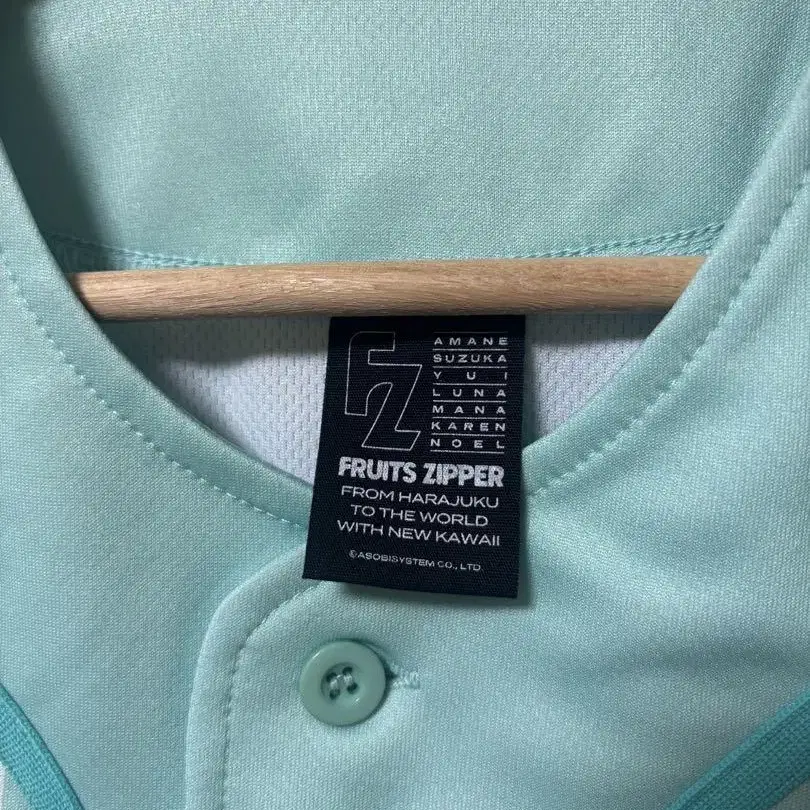 AMANE
SUZUKA
YUI
LUNA
MANA
KAREN
NOEL
FRUITS ZIPPER
FROM HARAJUKU
TO THE WORLD
WITH NEW KAWAII
©ASOBISYSTEM CO., LTD.